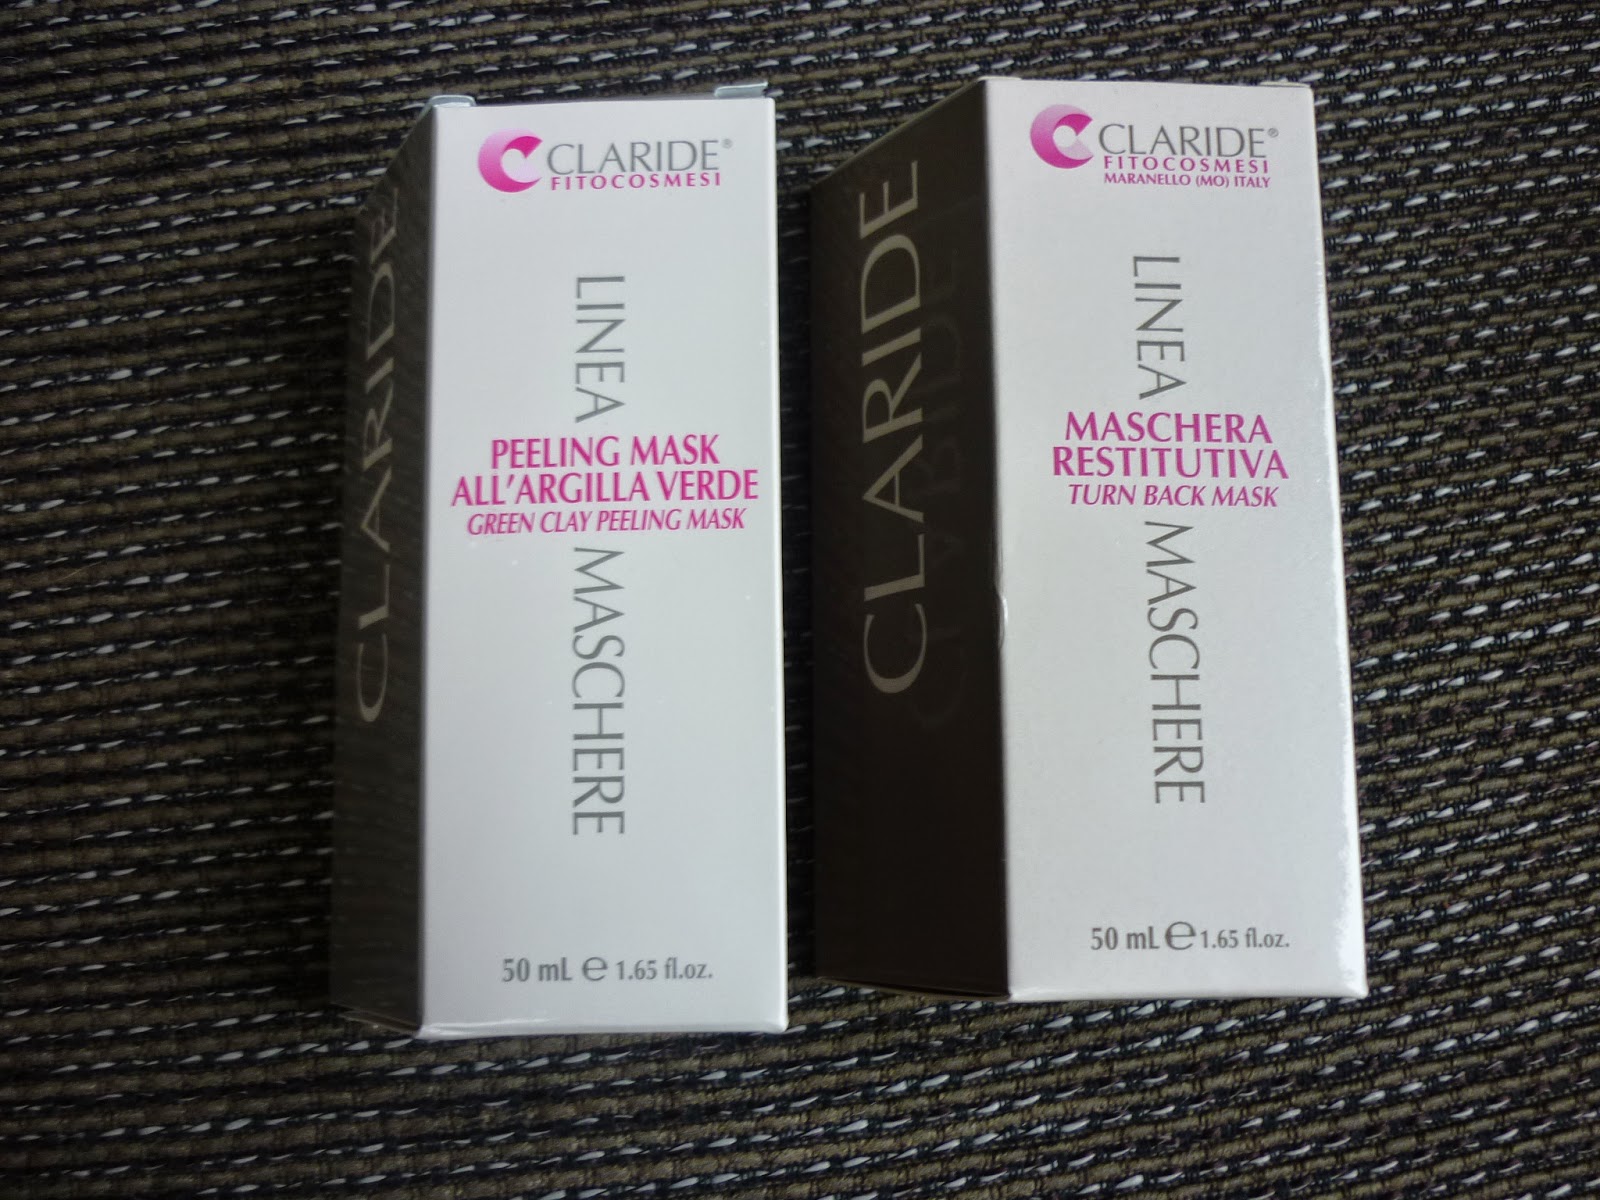 CLARIDE
CLARIDE®
FITOCOSMESI
LINEA MASCHERE
PEELING MASK
ALL'ARGILLA VERDE
GREEN CLAY PEELING MASK
50 mL ℮ 1.65 fl.oz.
CLARIDE
CLARIDE®
FITOCOSMESI
MARANELLO (MO) ITALY
LINEA MASCHERE
MASCHERA
RESTITUTIVA
TURN BACK MASK
50 mL ℮ 1.65 fl.oz.